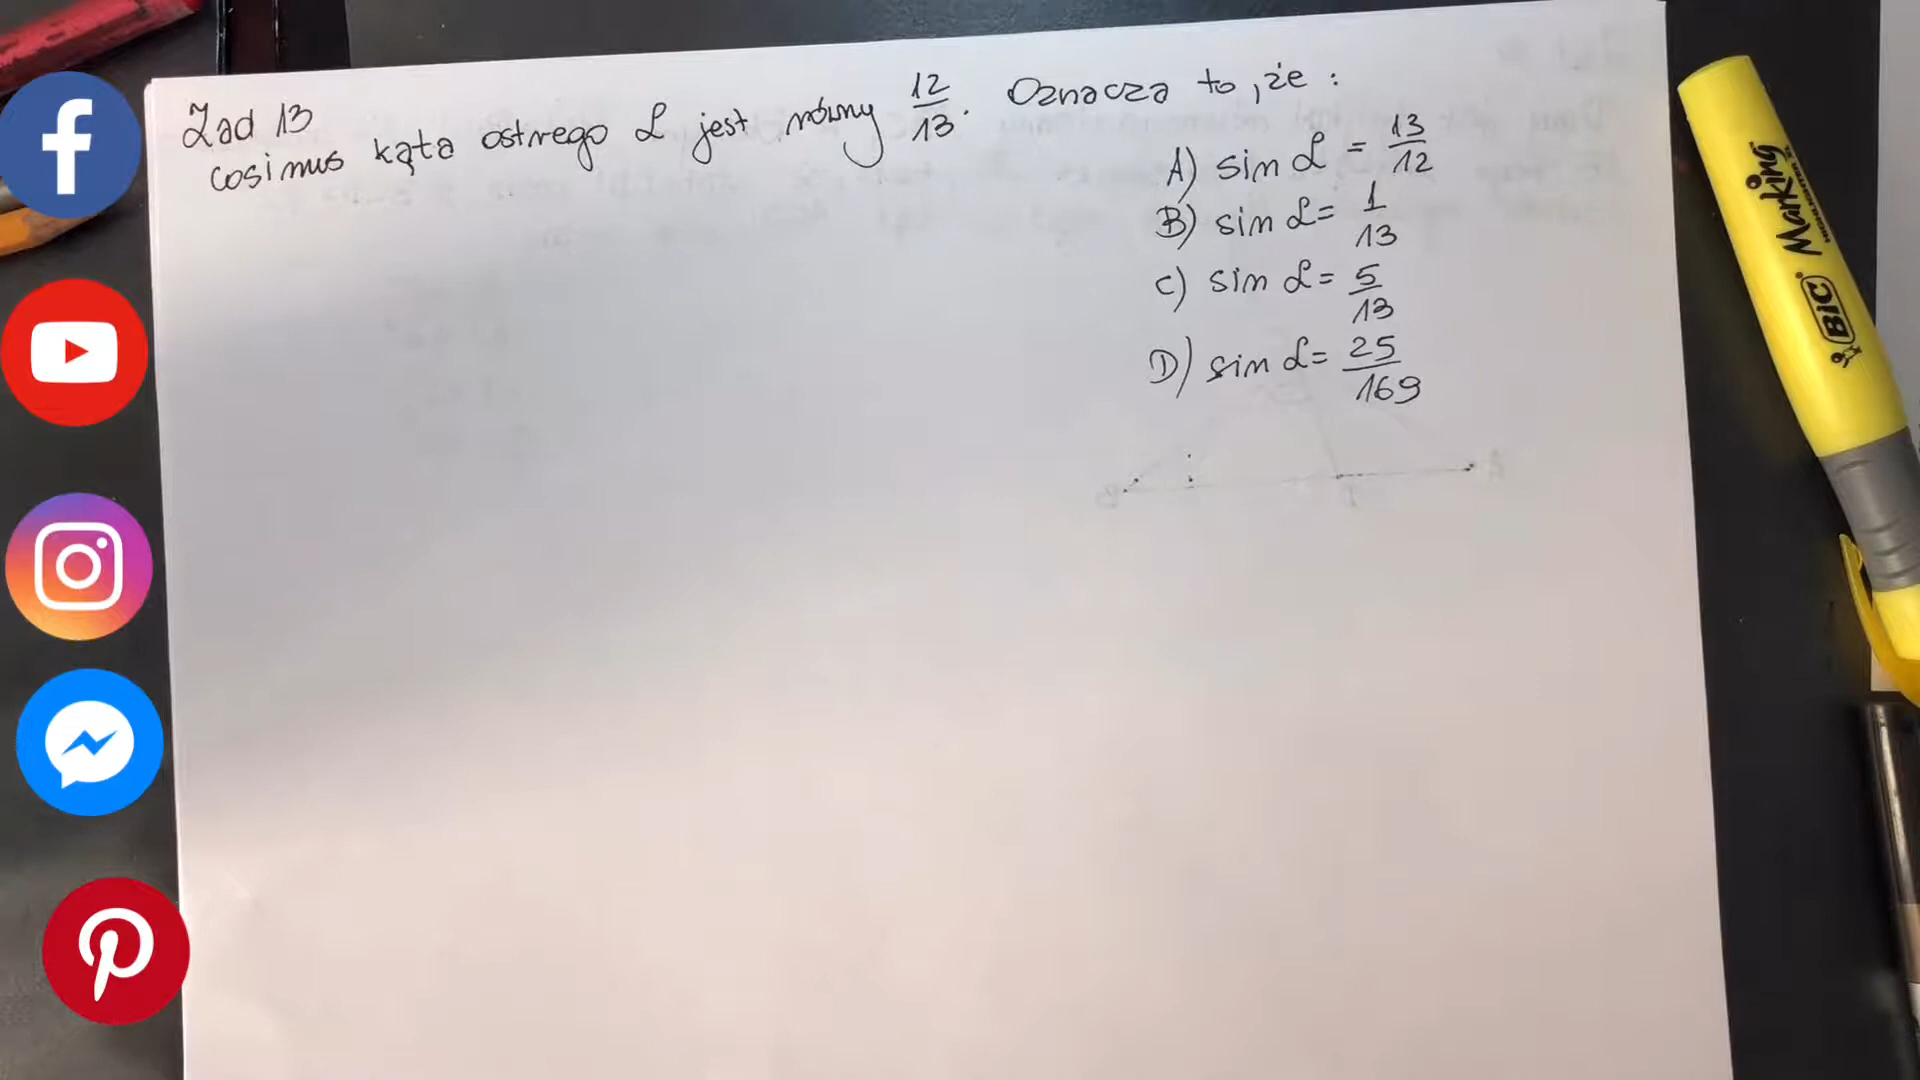 Zad 13
cosinus kąta ostrego α jest równy 12/13. Oznacza to, że:
A) sin α = 13/12
B) sin α = 1/13
C) sin α = 5/13
D) sin α = 25/169
BIC Marking
HIGHLIGHTER